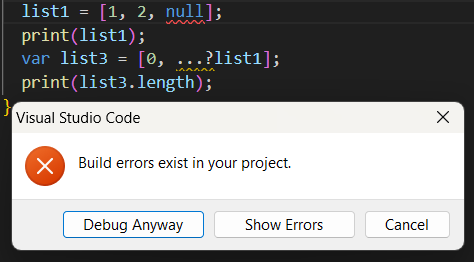 list1 = [1, 2, null];
print(list1);
var list3 = [0, ...?list1];
print(list3.length);
}
Visual Studio Code
Build errors exist in your project.
Debug Anyway
Show Errors
Cancel